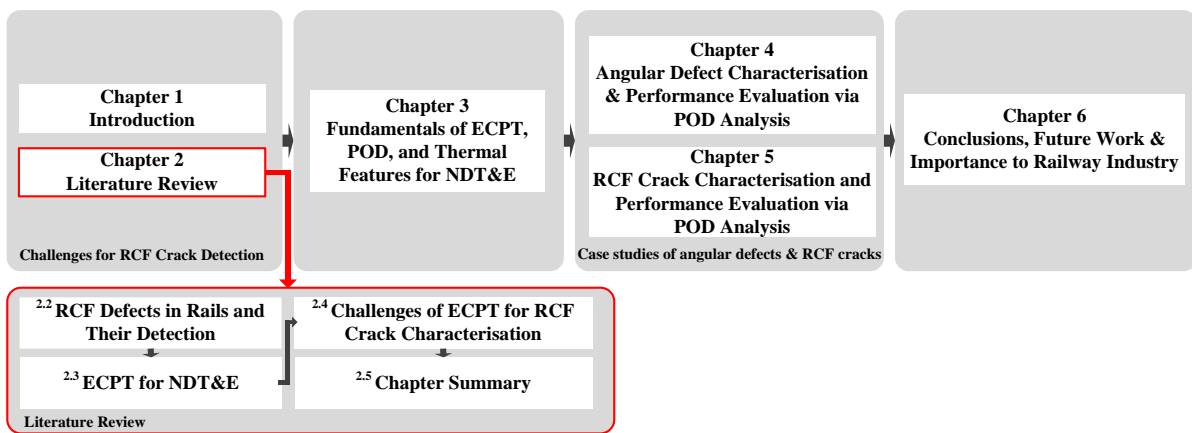 Chapter 1
Introduction
Chapter 2
Literature Review
Challenges for RCF Crack Detection
Chapter 3
Fundamentals of ECPT,
POD, and Thermal
Features for NDT&E
Chapter 4
Angular Defect Characterisation
& Performance Evaluation via
POD Analysis
Chapter 5
RCF Crack Characterisation and
Performance Evaluation via
POD Analysis
Case studies of angular defects & RCF cracks
Chapter 6
Conclusions, Future Work &
Importance to Railway Industry
2.2 RCF Defects in Rails and
Their Detection
2.3 ECPT for NDT&E
2.4 Challenges of ECPT for RCF
Crack Characterisation
2.5 Chapter Summary
Literature Review